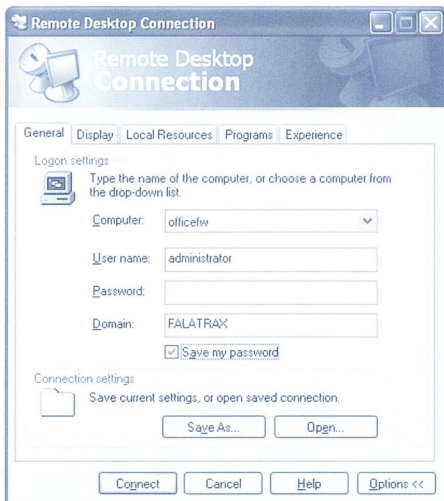 Remote Desktop Connection
Remote Desktop
Connection
General Display Local Resources Programs Experience
Logon settings
Type the name of the computer, or choose a computer from
the drop-down list.
Computer: officefw
User name: administrator
Password:
Domain: FALATRAX
Save my password
Connection settings
Save current settings, or open saved connection.
Save As... Open...
Connect Cancel Help Options <<